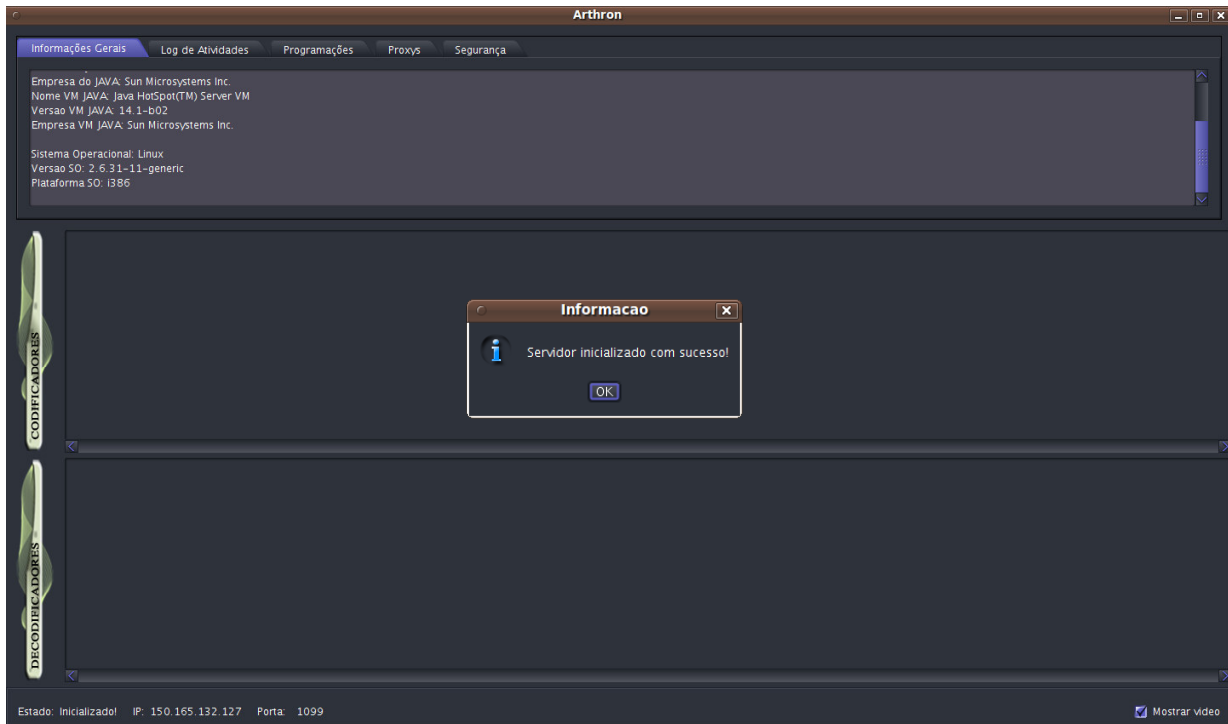 Arthron
Informações Gerais Log de Atividades Programações Proxys Segurança
Empresa do JAVA: Sun Microsystems Inc.
Nome VM JAVA: Java HotSpot(TM) Server VM
Versao VM JAVA: 14.1-b02
Empresa VM JAVA: Sun Microsystems Inc.
Sistema Operacional: Linux
Versao SO: 2.6.31-11-generic
Plataforma SO: i386
CODIFICADORES
Informacao
Servidor inicializado com sucesso!
OK
DECODIFICADORES
Estado: Inicializado! IP: 150.165.132.127 Porta: 1099 Mostrar video